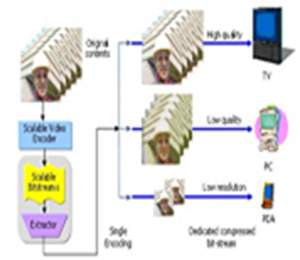 Original
contents
High quality
TV
Scalable Video
Encoder
Low quality
Scalable
bitstreams
PC
Low resolution
Extractor
PDA
Single
Encoding
Dedicated compressed
bit-stream